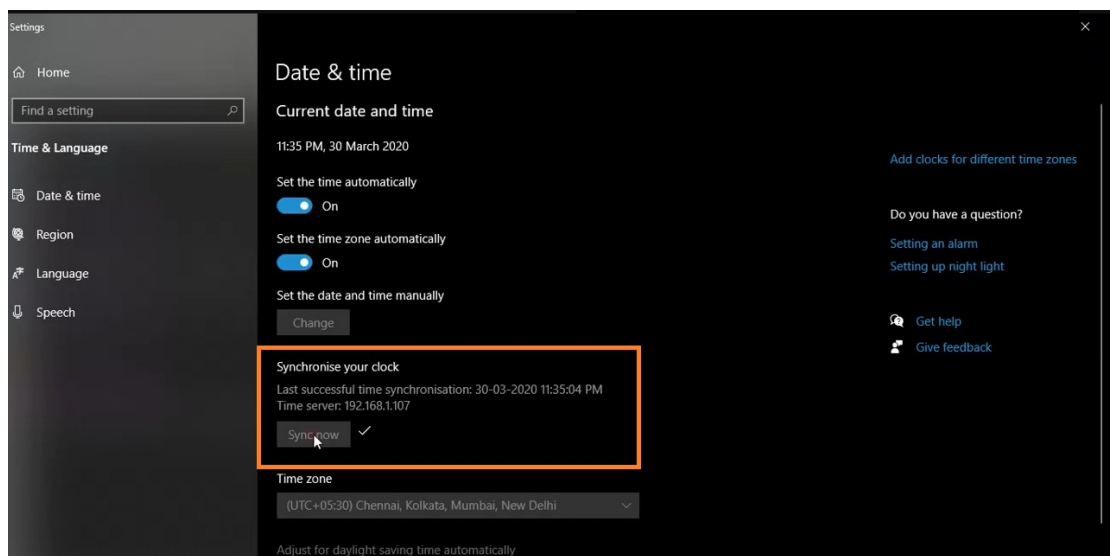 Settings
Home
Find a setting
Time & Language
Date & time
Region
Language
Speech
Date & time
Current date and time
11:35 PM, 30 March 2020
Set the time automatically
On
Set the time zone automatically
On
Set the date and time manually
Change
Synchronise your clock
Last successful time synchronisation: 30-03-2020 11:35:04 PM
Time server: 192.168.1.107
Sync now
Time zone
(UTC+05:30) Chennai, Kolkata, Mumbai, New Delhi
Adjust for daylight saving time automatically
Add clocks for different time zones
Do you have a question?
Setting an alarm
Setting up night light
Get help
Give feedback